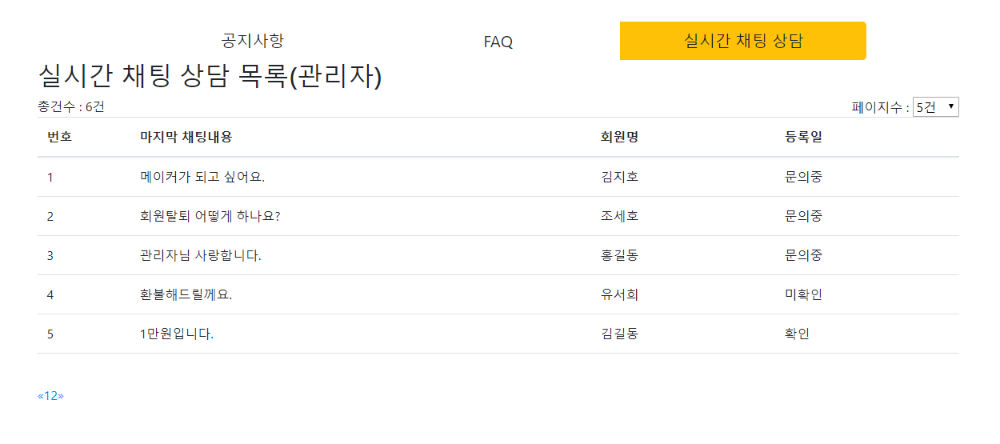 공지사항 FAQ 실시간 채팅 상담
실시간 채팅 상담 목록(관리자)
총건수 : 6건 페이지수 : 5건
번호 마지막 채팅내용 회원명 등록일
1 메이커가 되고 싶어요. 김지호 문의중
2 회원탈퇴 어떻게 하나요? 조세호 문의중
3 관리자님 사랑합니다. 홍길동 문의중
4 환불해드릴께요. 유서희 미확인
5 1만원입니다. 김길동 확인
«12»